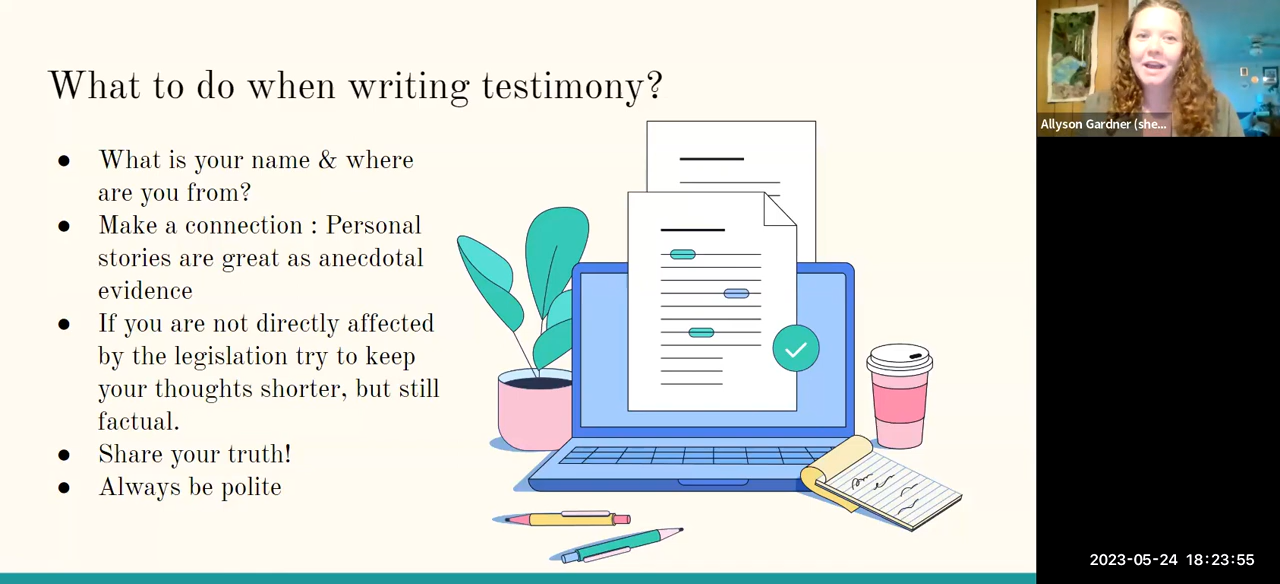 What to do when writing testimony?
● What is your name & where
are you from?
● Make a connection : Personal
stories are great as anecdotal
evidence
● If you are not directly affected
by the legislation try to keep
your thoughts shorter, but still
factual.
● Share your truth!
● Always be polite
Allyson Gardner (she...
2023-05-24 18:23:55